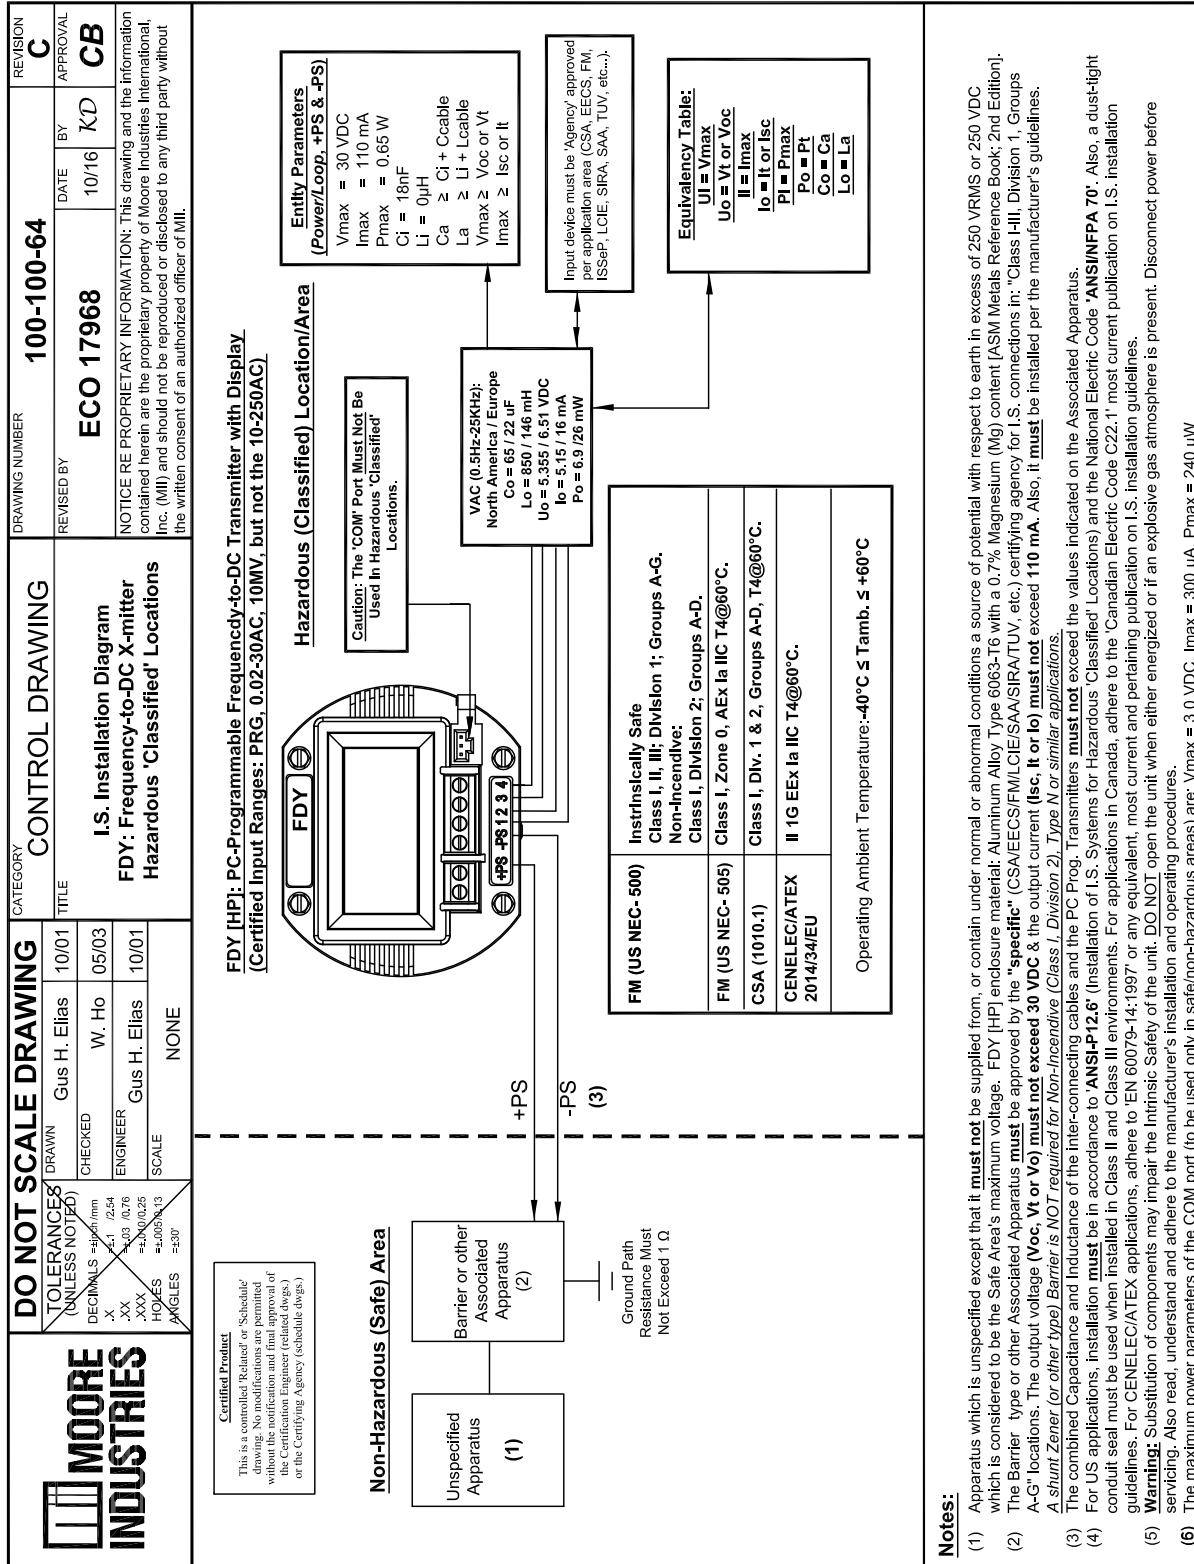 MOORE
INDUSTRIES
DO NOT SCALE DRAWING
TOLERANCES
(UNLESS NOTED)
DECIMALS =±inch /mm
.X =±.1 /2.54
.XX =±.03 /0.76
.XXX =±.010/0.25
HOLES =±.005/0.13
ANGLES =±30'
DRAWN
Gus H. Elias 10/01
CHECKED
W. Ho 05/03
ENGINEER
Gus H. Elias 10/01
SCALE
NONE
CATEGORY
CONTROL DRAWING
TITLE
I.S. Installation Diagram
FDY: Frequency-to-DC X-mitter
Hazardous 'Classified' Locations
DRAWING NUMBER
100-100-64
REVISION
C
REVISED BY
ECO 17968
DATE
10/16
BY
KD
APPROVAL
CB
NOTICE RE PROPRIETARY INFORMATION: This drawing and the information
contained herein are the proprietary property of Moore Industries International,
Inc. (MII) and should not be reproduced or disclosed to any third party without
the written consent of an authorized officer of MII.
Certified Product
This is a controlled 'Related' or 'Schedule'
drawing. No modifications are permitted
without the notification and final approval of
the Certification Engineer (related dwgs.)
or the Certifying Agency (schedule dwgs.)
Non-Hazardous (Safe) Area
Unspecified
Apparatus
(1)
Barrier or other
Associated
Apparatus
(2)
Ground Path
Resistance Must
Not Exceed 1 Ω
+PS
-PS
(3)
FDY [HP]: PC-Programmable Frequencdy-to-DC Transmitter with Display
(Certified Input Ranges: PRG, 0.02-30AC, 10MV, but not the 10-250AC)
Hazardous (Classified) Location/Area
FDY
+PS -PS 1 2 3 4
Caution: The 'COM' Port Must Not Be
Used In Hazardous 'Classified'
Locations.
VAC (0.5Hz-25KHz):
North America / Europe
Co = 65 / 22 uF
Lo = 850 / 146 mH
Uo = 5.355 / 6.51 VDC
Io = 5.15 / 16 mA
Po = 6.9 /26 mW
Entity Parameters
(Power/Loop, +PS & -PS)
Vmax = 30 VDC
Imax = 110 mA
Pmax = 0.65 W
Ci = 18nF
Li = 0µH
Ca ≥ Ci + Ccable
La ≥ Li + Lcable
Vmax ≥ Voc or Vt
Imax ≥ Isc or It
Input device must be 'Agency' approved
per application area (CSA, EECS, FM,
ISSeP, LCIE, SIRA, SAA, TUV, etc...).
Equivalency Table:
Ui = Vmax
Uo = Vt or Voc
Ii = Imax
Io = It or Isc
Pi = Pmax
Po = Pt
Co = Ca
Lo = La
FM (US NEC- 500)
Instrinsically Safe
Class I, II, III; Division 1; Groups A-G.
Non-Incendive:
Class I, Division 2; Groups A-D.
FM (US NEC- 505) Class I, Zone 0, AEx Ia IIC T4@60°C.
CSA (1010.1) Class I, Div. 1 & 2, Groups A-D, T4@60°C.
CENELEC/ATEX
2014/34/EU
II 1G EEx Ia IIC T4@60°C.
Operating Ambient Temperature:-40°C ≤ Tamb. ≤ +60°C
Notes:
(1) Apparatus which is unspecified except that it must not be supplied from, or contain under normal or abnormal conditions a source of potential with respect to earth in excess of 250 VRMS or 250 VDC
which is considered to be the Safe Area's maximum voltage. FDY [HP] enclosure material: Aluminum Alloy Type 6063-T6 with a 0.7% Magnesium (Mg) content [ASM Metals Reference Book; 2nd Edition].
(2) The Barrier type or other Associated Apparatus must be approved by the "specific" (CSA/EECS/FM/LCIE/SAA/SIRA/TUV, etc.) certifying agency for I.S. connections in: "Class I-III, Division 1, Groups
A-G" locations. The output voltage (Voc, Vt or Vo) must not exceed 30 VDC & the output current (Isc, It or Io) must not exceed 110 mA. Also, it must be installed per the manufacturer's guidelines.
A shunt Zener (or other type) Barrier is NOT required for Non-Incendive (Class I, Division 2), Type N or similar applications.
(3) The combined Capacitance and Inductance of the inter-connecting cables and the PC Prog. Transmitters must not exceed the values indicated on the Associated Apparatus.
(4) For US applications, installation must be in accordance to 'ANSI-P12.6' (Installation of I.S. Systems for Hazardous 'Classified' Locations) and the National Electric Code 'ANSI/NFPA 70'. Also, a dust-tight
conduit seal must be used when installed in Class II and Class III environments. For applications in Canada, adhere to the 'Canadian Electric Code C22.1' most current publication on I.S. installation
guidelines. For CENELEC/ATEX applications, adhere to 'EN 60079-14:1997' or any equivalent, most current and pertaining publication on I.S. installation guidelines.
(5) Warning: Substitution of components may impair the Intrinsic Safety of the unit. DO NOT open the unit when either energized or if an explosive gas atmosphere is present. Disconnect power before
servicing. Also read, understand and adhere to the manufacturer's installation and operating procedures.
(6) The maximum power parameters of the COM port (to be used only in safe/non-hazardous areas) are: Vmax = 3.0 VDC, Imax = 300 uA, Pmax = 240 uW